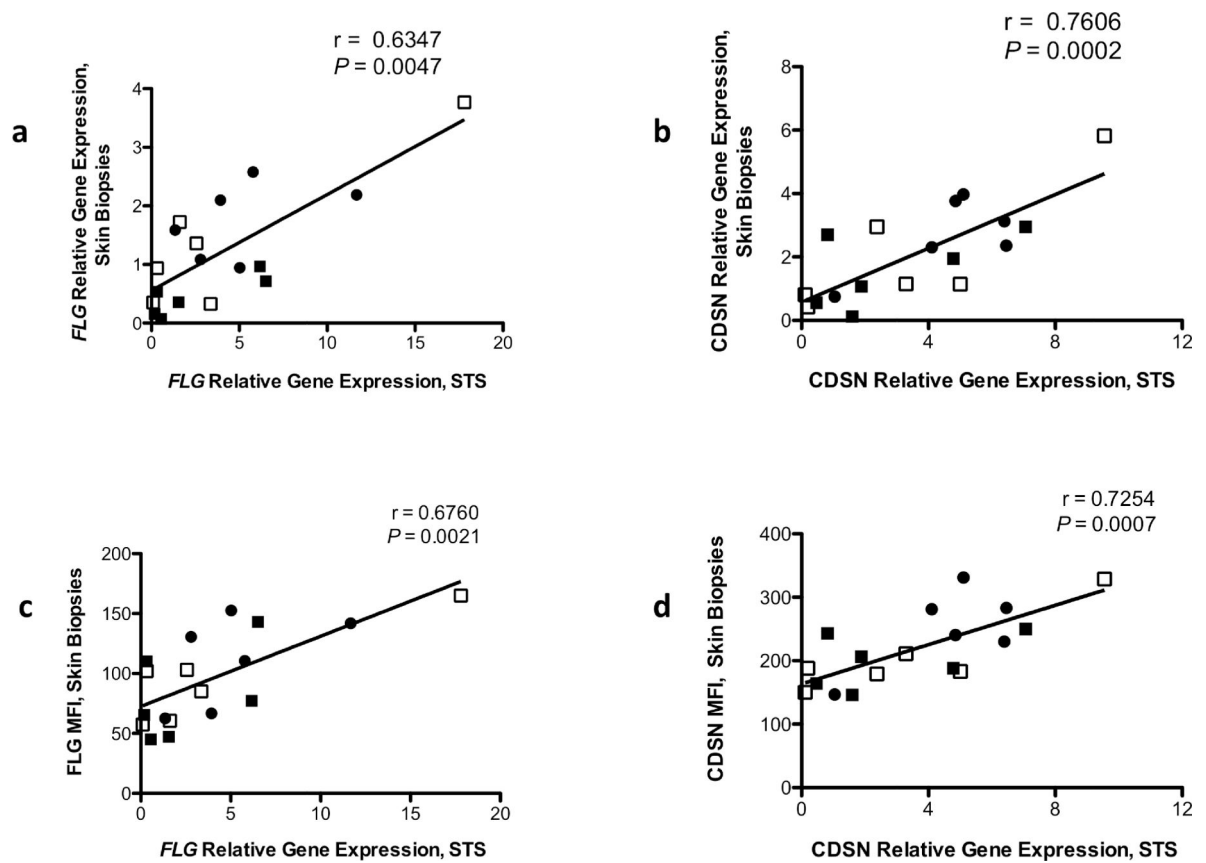 a
r = 0.6347
P = 0.0047
FLG Relative Gene Expression,
Skin Biopsies
4
3
2
1
0
0 5 10 15 20
FLG Relative Gene Expression, STS
b
r = 0.7606
P = 0.0002
CDSN Relative Gene Expression,
Skin Biopsies
8
6
4
2
0
0 4 8 12
CDSN Relative Gene Expression, STS
c
r = 0.6760
P = 0.0021
FLG MFI, Skin Biopsies
200
150
100
50
0
0 5 10 15 20
FLG Relative Gene Expression, STS
d
r = 0.7254
P = 0.0007
CDSN MFI, Skin Biopsies
400
300
200
100
0
0 4 8 12
CDSN Relative Gene Expression, STS